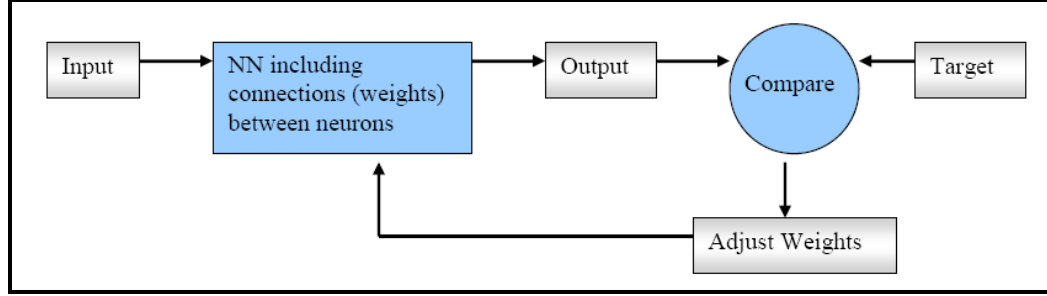 Input
NN including
connections (weights)
between neurons
Output
Compare
Target
Adjust Weights